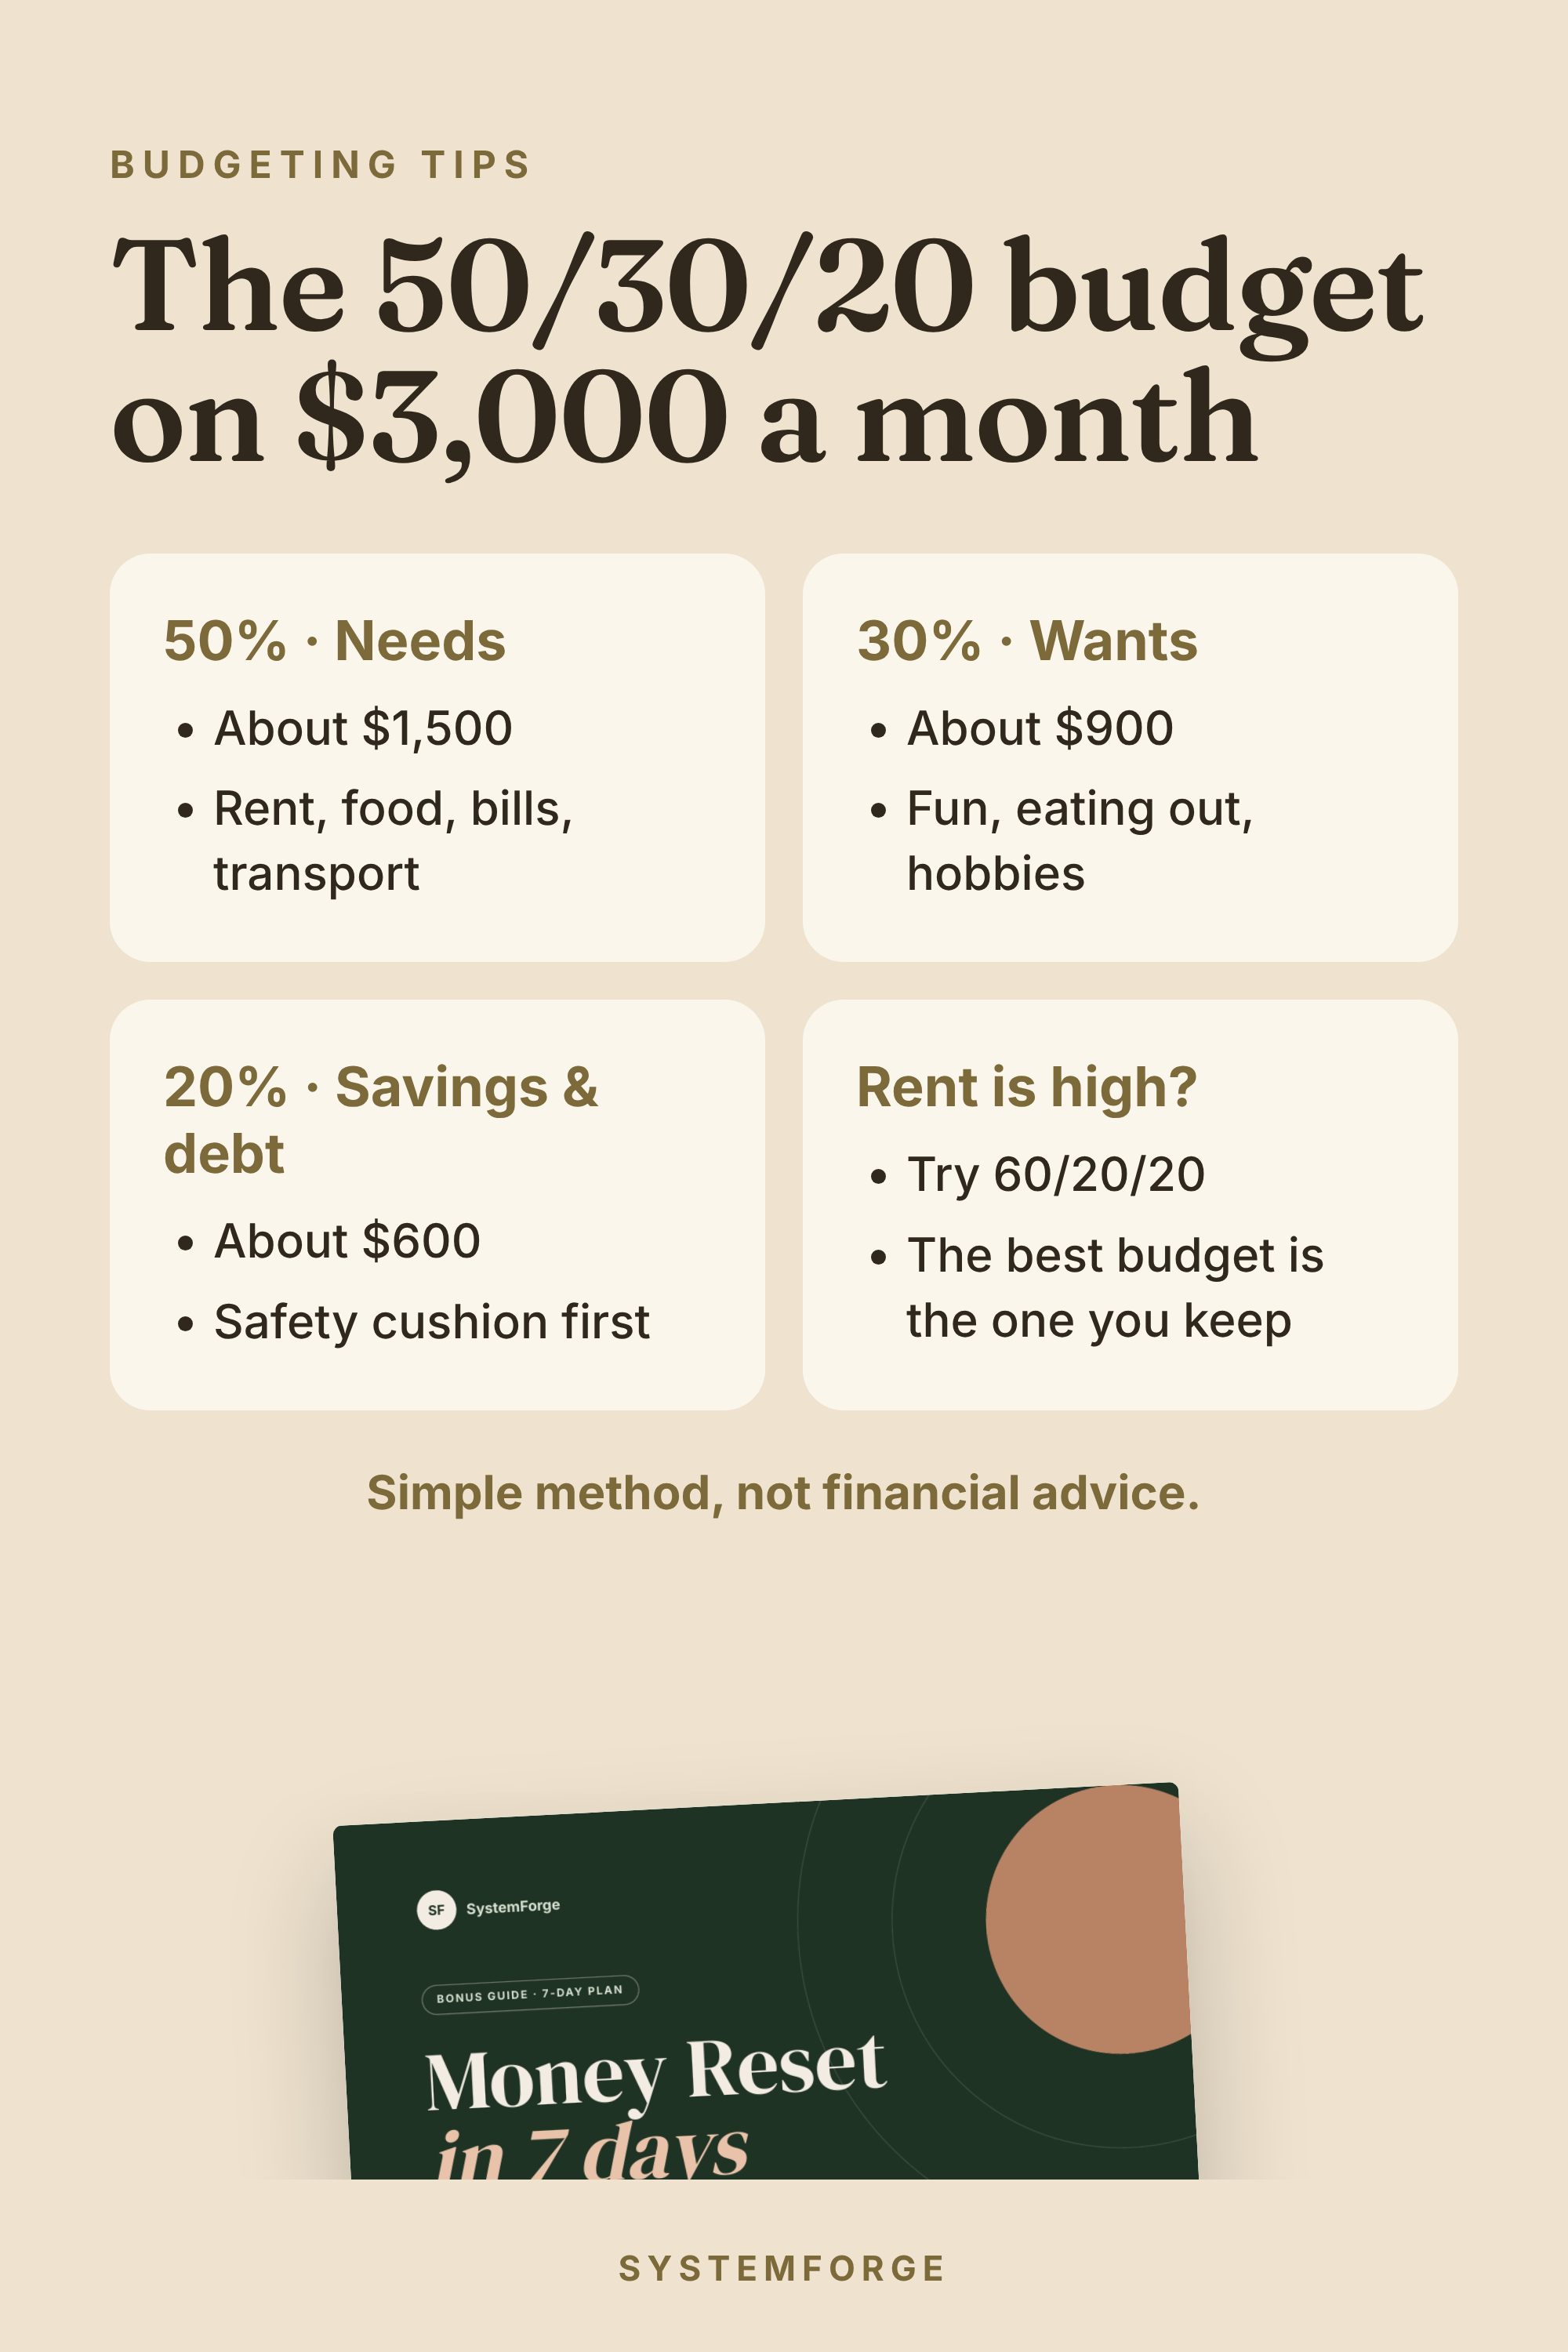 BUDGETING TIPS
The 50/30/20 budget
on $3,000 a month
50% · Needs
• About $1,500
• Rent, food, bills,
transport
30% · Wants
• About $900
• Fun, eating out,
hobbies
20% · Savings &
debt
• About $600
• Safety cushion first
Rent is high?
• Try 60/20/20
• The best budget is
the one you keep
Simple method, not financial advice.
SF SystemForge
BONUS GUIDE · 7-DAY PLAN
Money Reset
in 7 days
SYSTEMFORGE